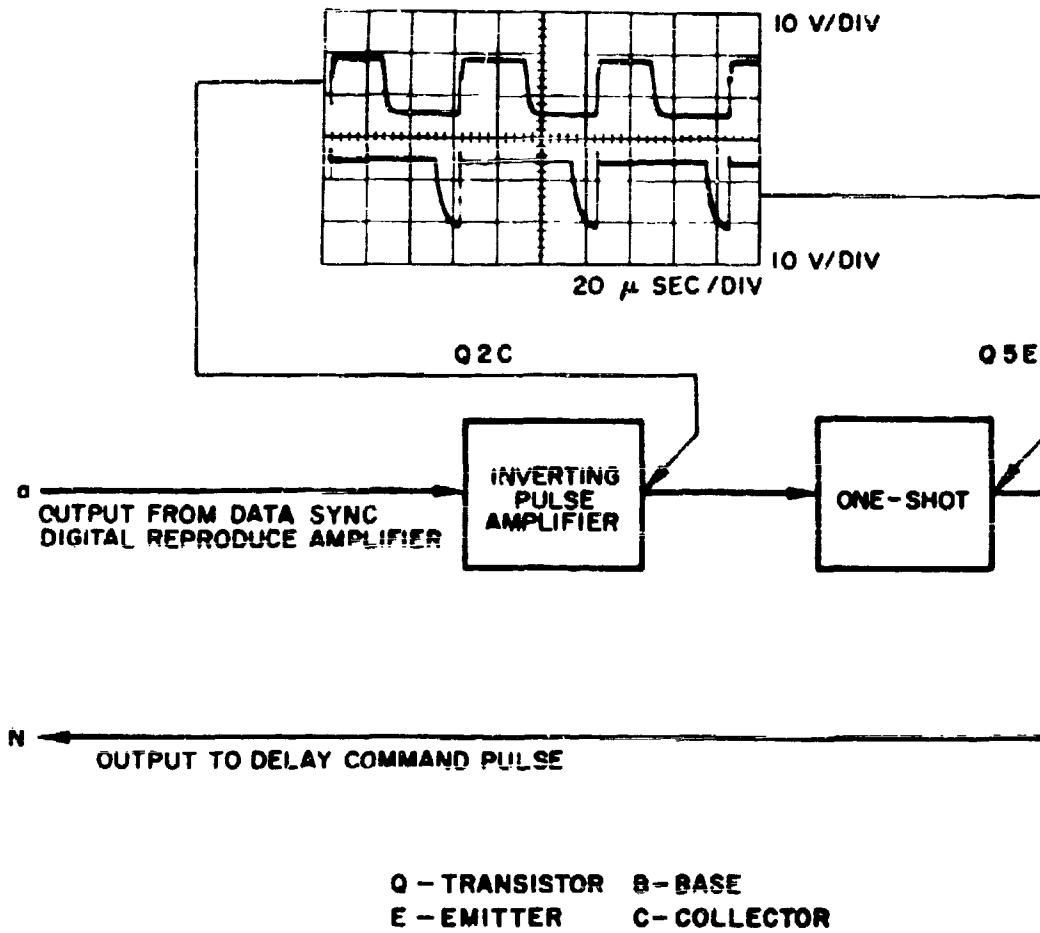 10 V/DIV
10 V/DIV
20 μ SEC/DIV
Q2C
Q5E
a
OUTPUT FROM DATA SYNC
DIGITAL REPRODUCE AMPLIFIER
INVERTING
PULSE
AMPLIFIER
ONE-SHOT
N
OUTPUT TO DELAY COMMAND PULSE
Q - TRANSISTOR B - BASE
E - EMITTER C - COLLECTOR